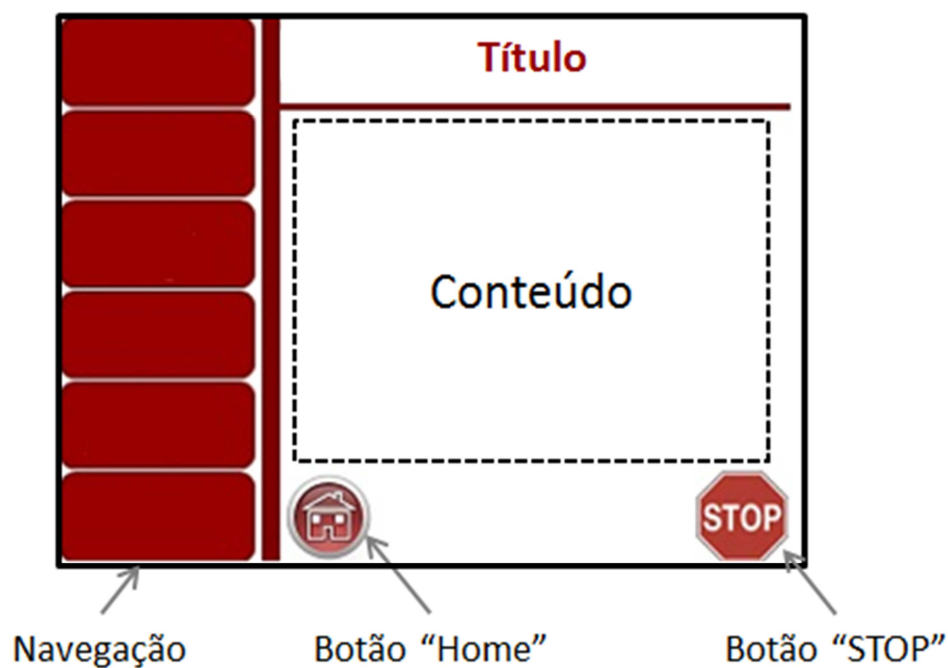 Título
Conteúdo
STOP
Navegação
Botão “Home”
Botão “STOP”